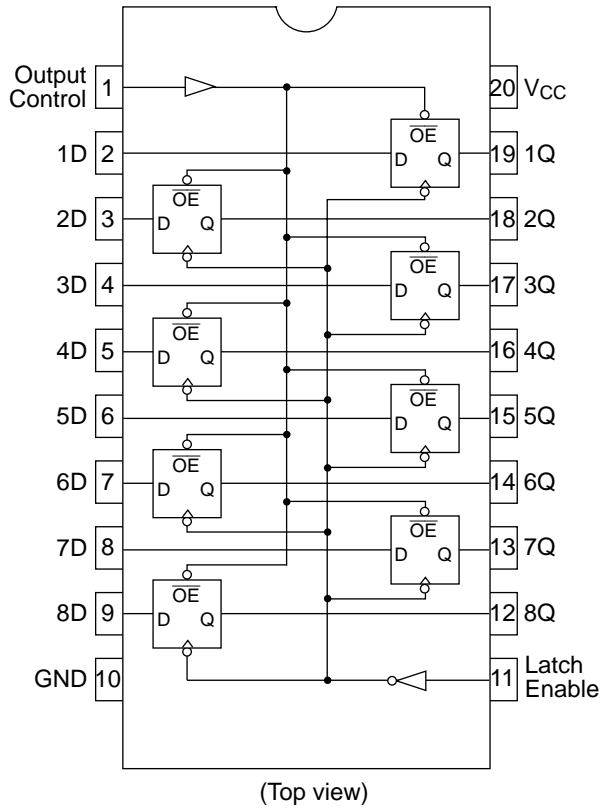 Output
Control 1
20 VCC
OE
1D 2 D Q 19 1Q
OE
2D 3 D Q 18 2Q
OE
3D 4 D Q 17 3Q
OE
4D 5 D Q 16 4Q
OE
5D 6 D Q 15 5Q
OE
6D 7 D Q 14 6Q
OE
7D 8 D Q 13 7Q
OE
8D 9 D Q 12 8Q
GND 10
11 Latch
Enable
(Top view)